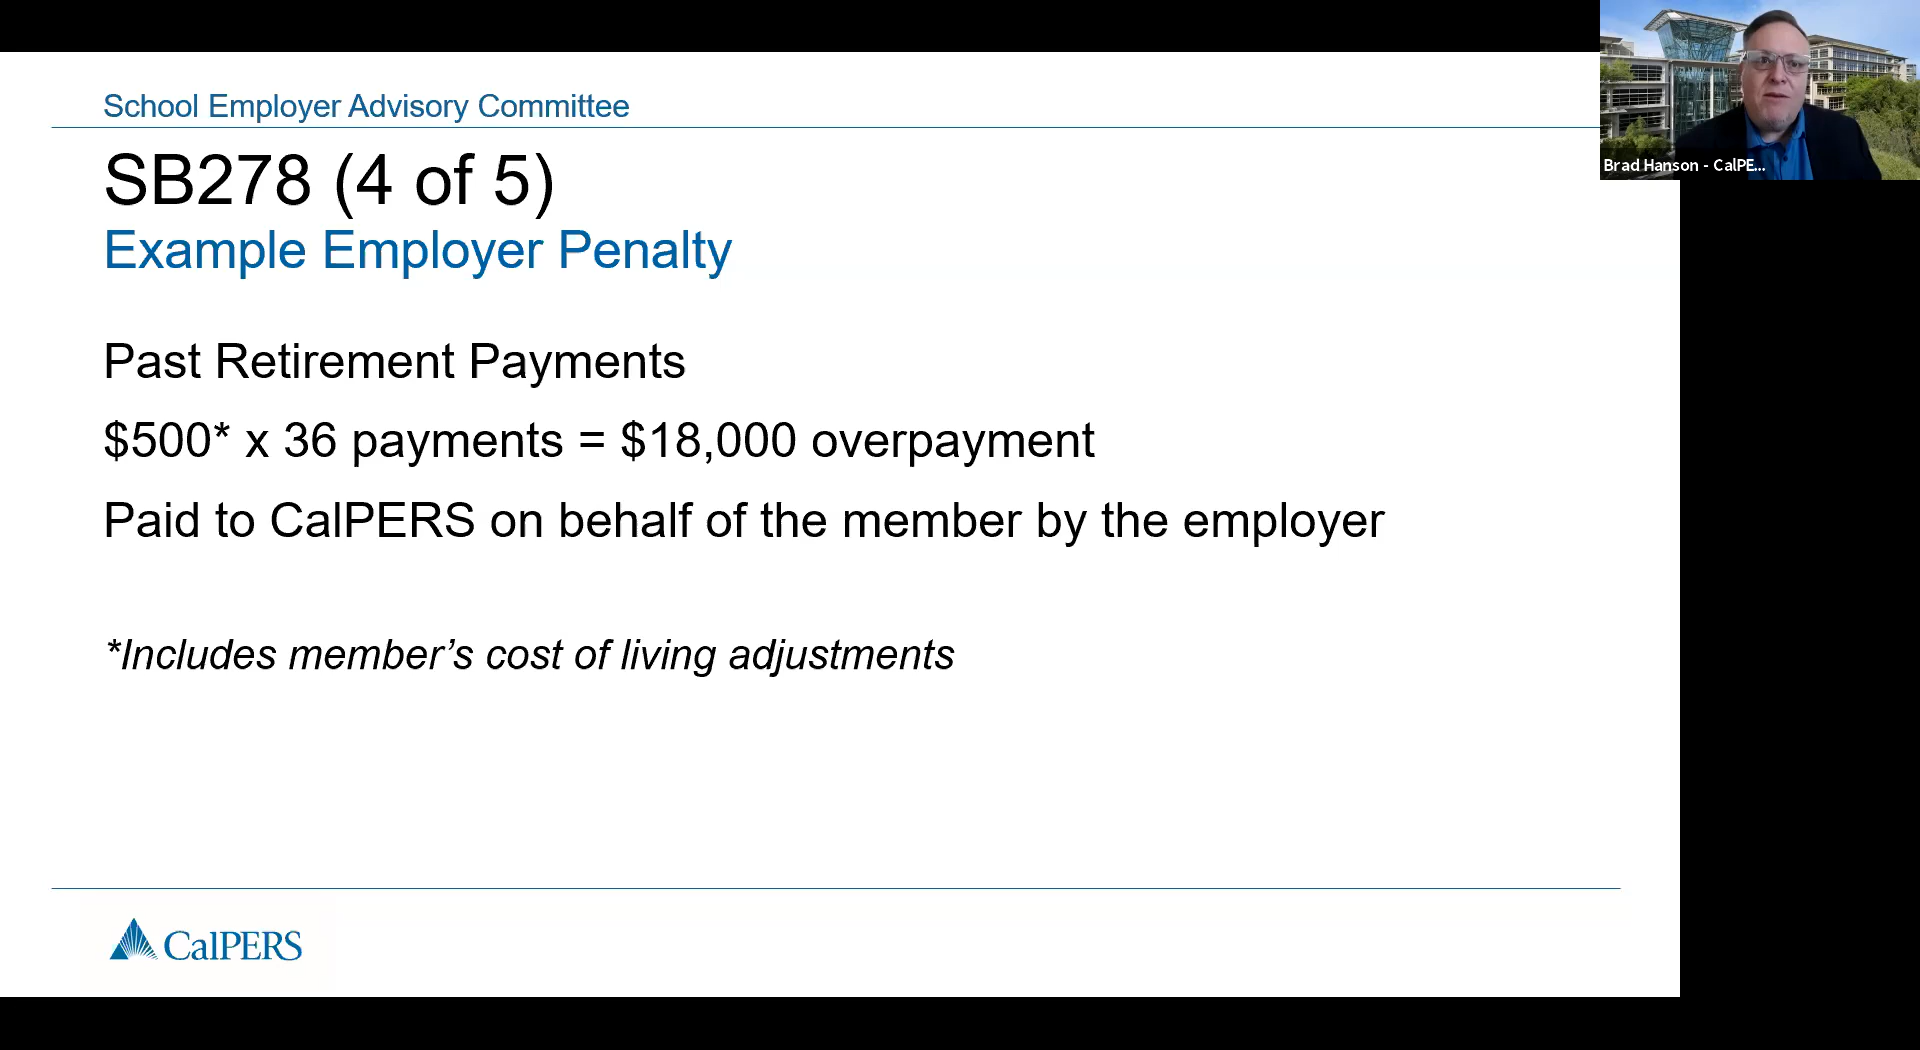 School Employer Advisory Committee
SB278 (4 of 5)
Example Employer Penalty
Past Retirement Payments
$500* x 36 payments = $18,000 overpayment
Paid to CalPERS on behalf of the member by the employer
*Includes member’s cost of living adjustments
CalPERS
Brad Hanson - CalPE...